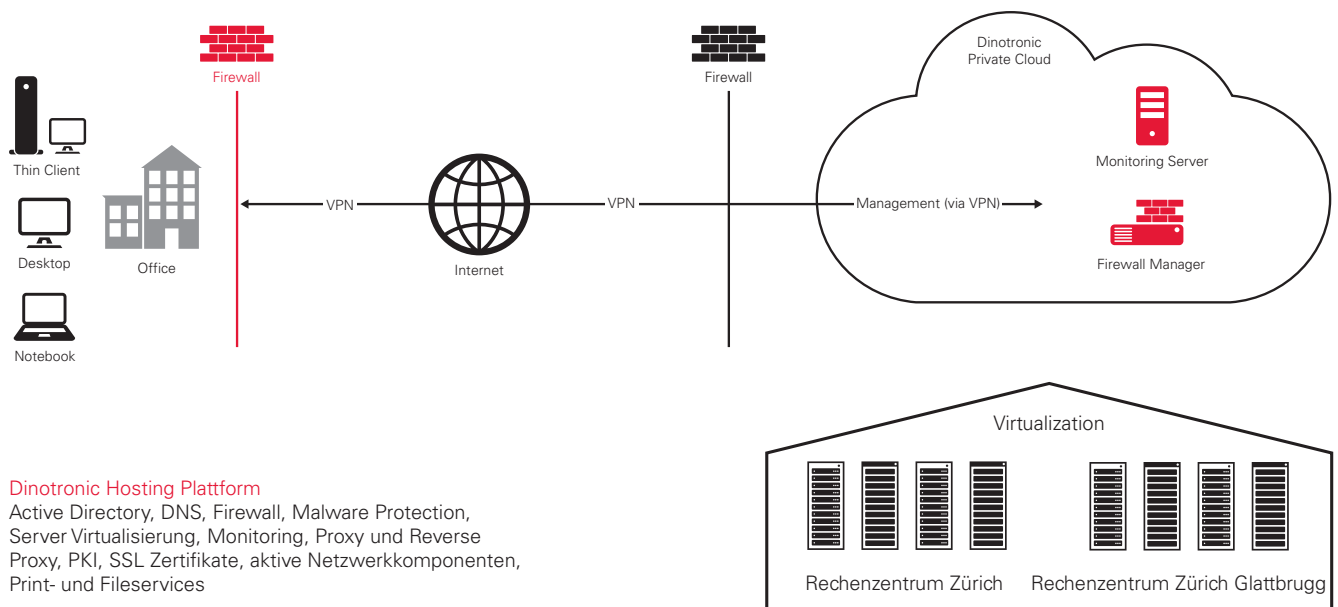 Firewall
Firewall
Dinotronic
Private Cloud
Thin Client
Monitoring Server
VPN
VPN
Management (via VPN)
Desktop
Office
Internet
Firewall Manager
Notebook
Virtualization
Dinotronic Hosting Plattform
Active Directory, DNS, Firewall, Malware Protection,
Server Virtualisierung, Monitoring, Proxy und Reverse
Proxy, PKI, SSL Zertifikate, aktive Netzwerkkomponenten,
Print- und Fileservices
Rechenzentrum Zürich
Rechenzentrum Zürich Glattbrugg